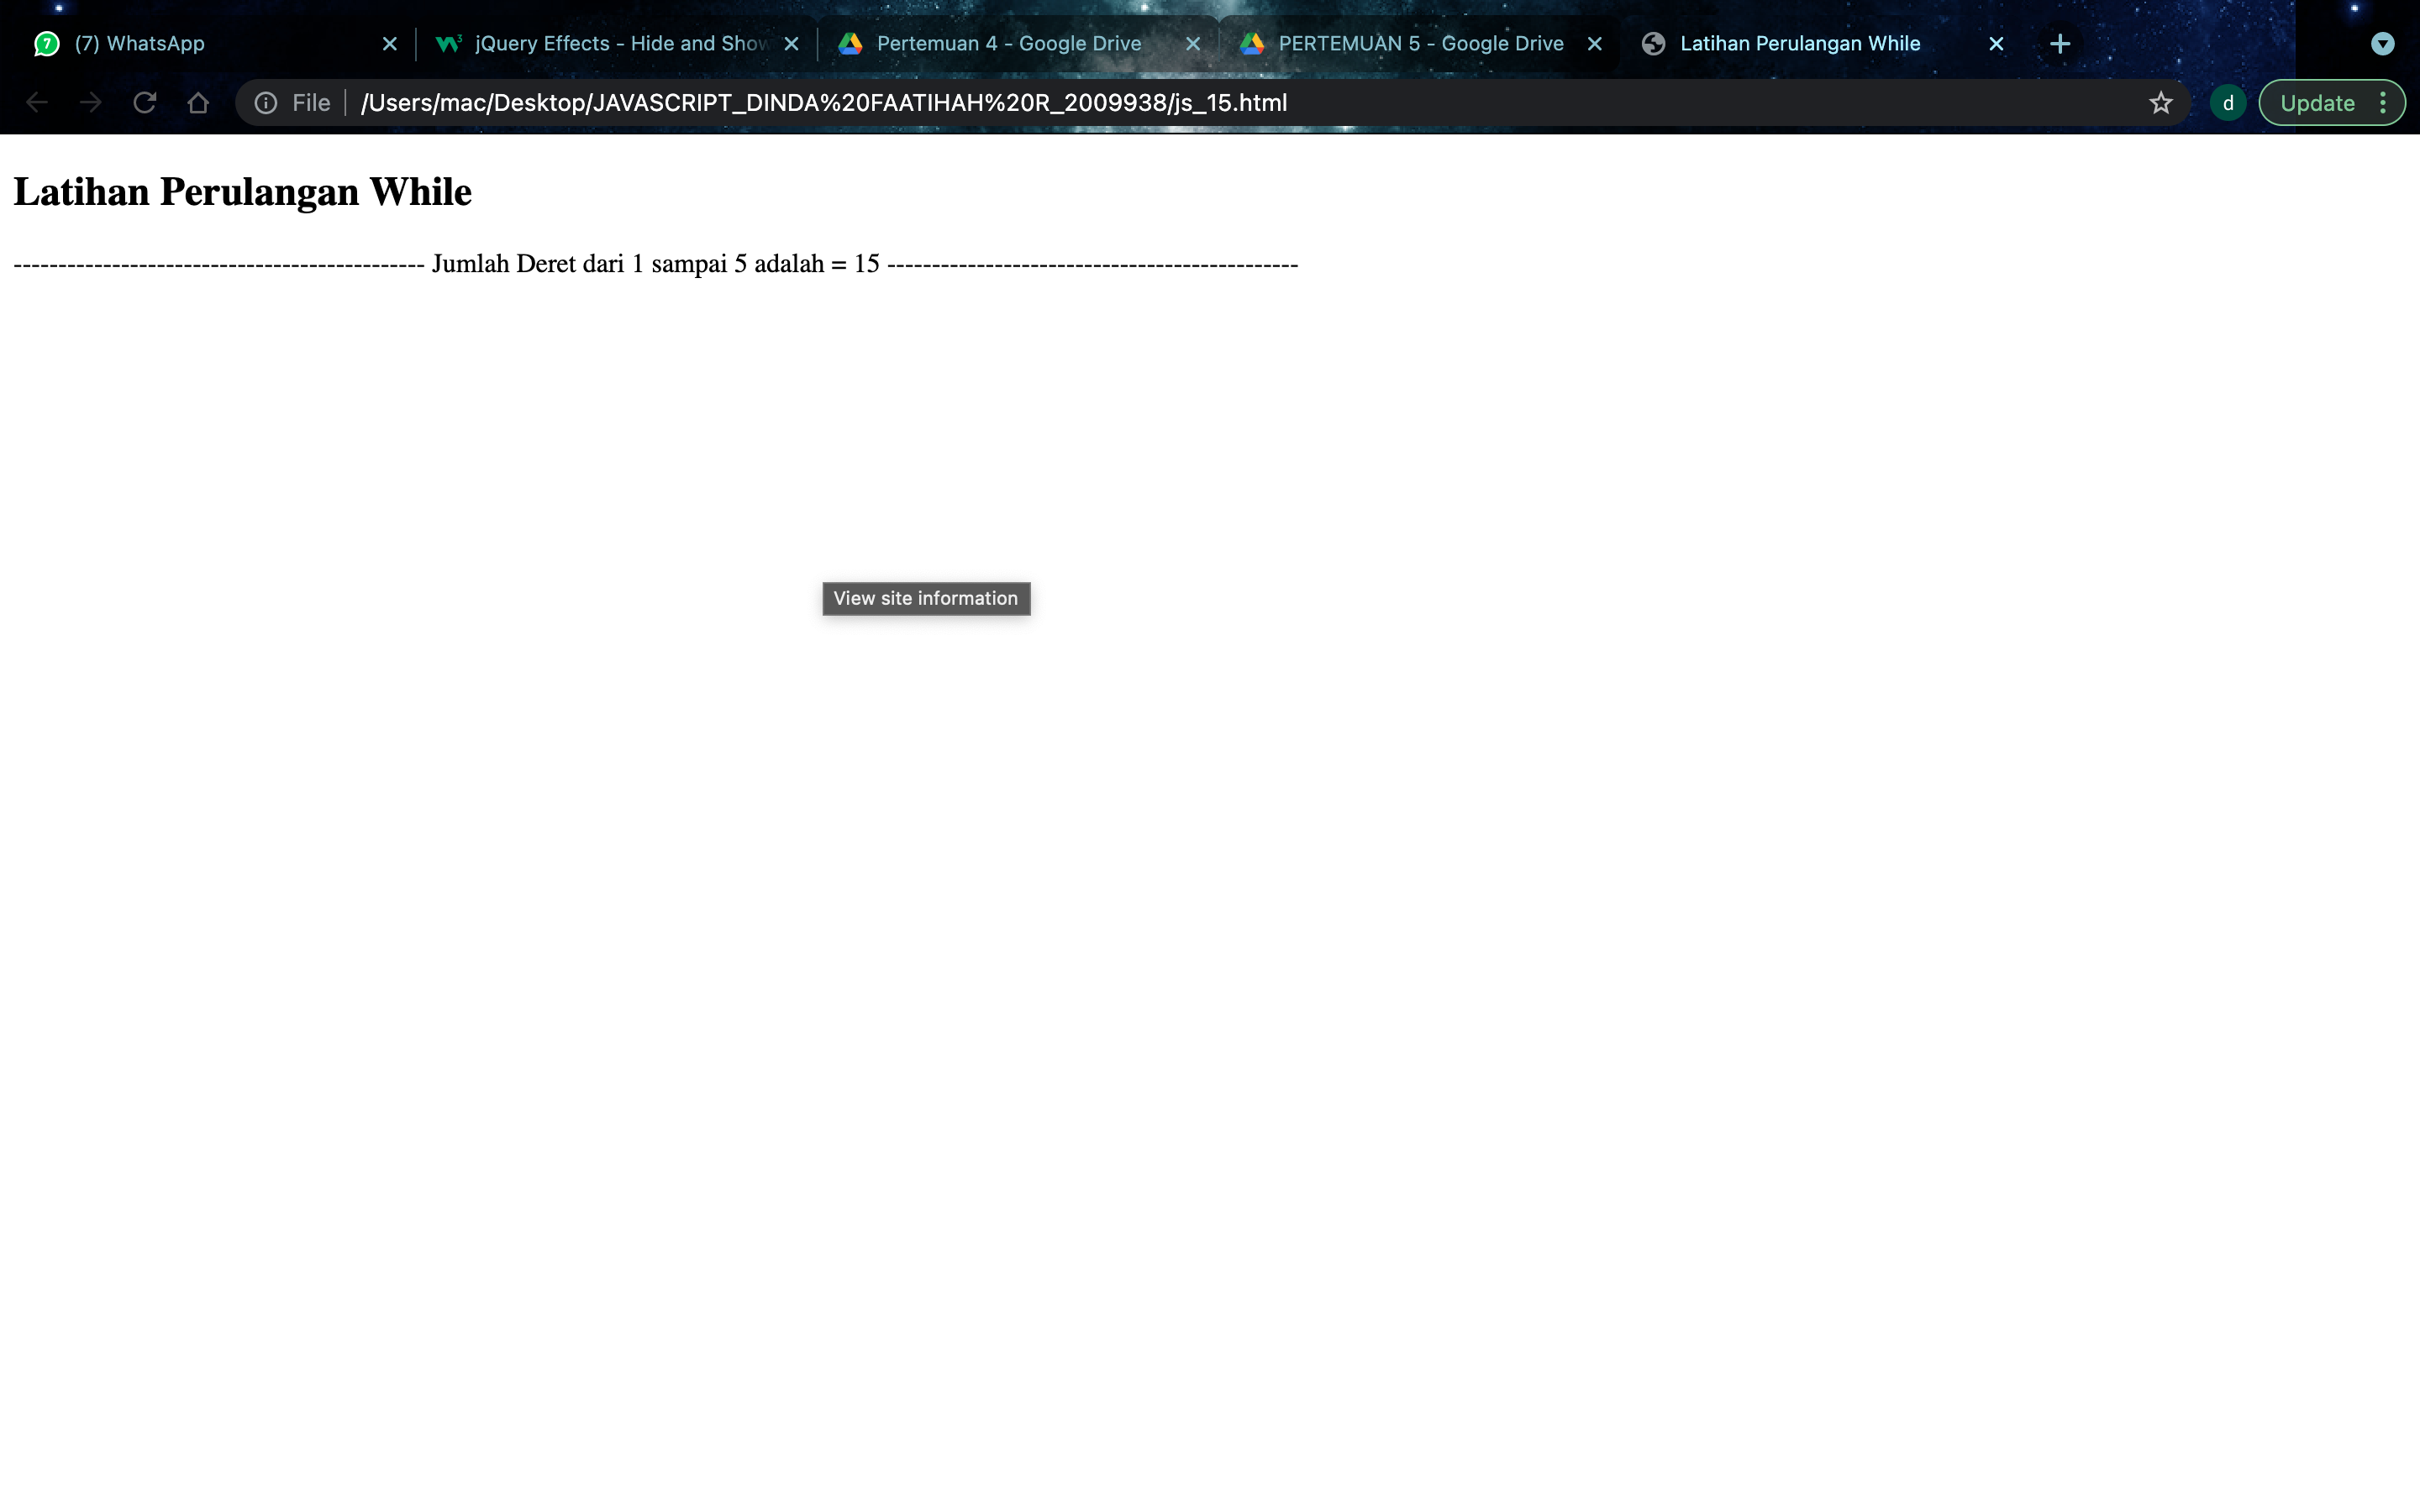 7 (7) WhatsApp
jQuery Effects - Hide and Show
Pertemuan 4 - Google Drive
PERTEMUAN 5 - Google Drive
Latihan Perulangan While
File /Users/mac/Desktop/JAVASCRIPT_DINDA%20FAATIHAH%20R_2009938/js_15.html
d
Update
Latihan Perulangan While
---------------------------------------------- Jumlah Deret dari 1 sampai 5 adalah = 15 ----------------------------------------------
View site information